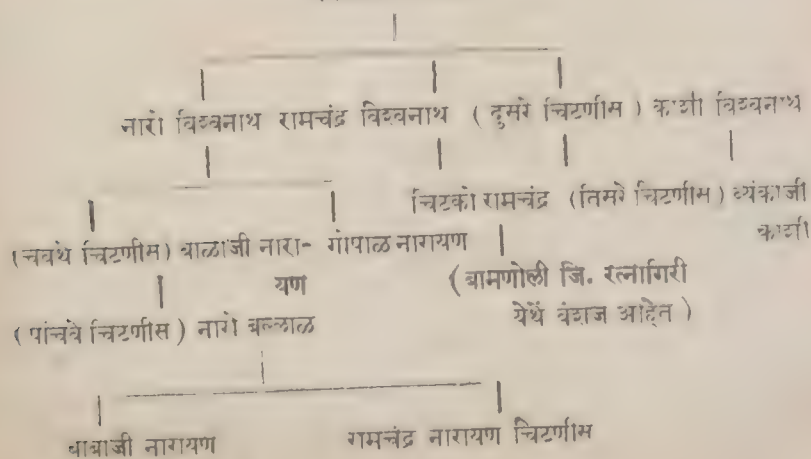 नारो विश्वनाथ रामचंद्र विश्वनाथ ( दुसरे चिटणीस ) काशी विश्वनाथ
चिटको रामचंद्र (तिसरे चिटणीस) व्यंकाजी
काशी
(चवथे चिटणीस) बाळाजी नारा- गोपाळ नारायण
यण
( बामणोली जि. रत्नागिरी
येथें वंशज आहेत )
( पांचवे चिटणीस ) नारो बल्लाळ
बाबाजी नारायण रामचंद्र नारायण चिटणीस